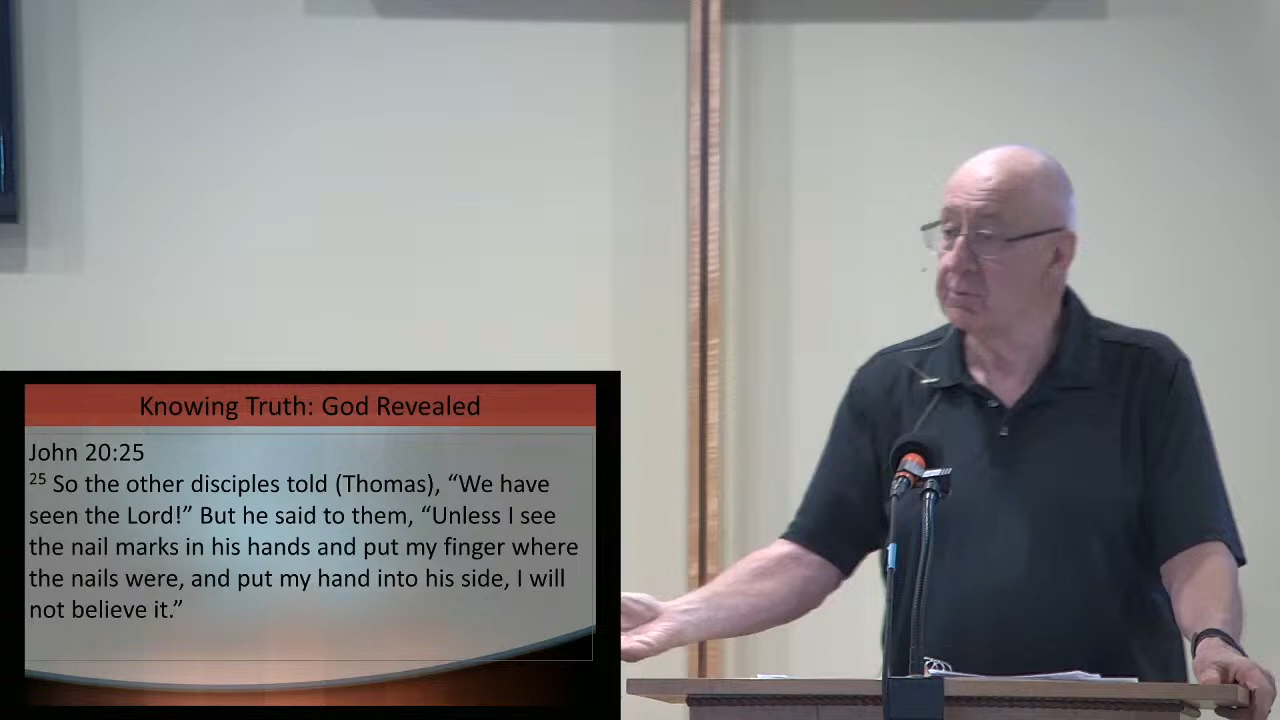 Knowing Truth: God Revealed
John 20:25
25 So the other disciples told (Thomas), “We have
seen the Lord!” But he said to them, “Unless I see
the nail marks in his hands and put my finger where
the nails were, and put my hand into his side, I will
not believe it.”